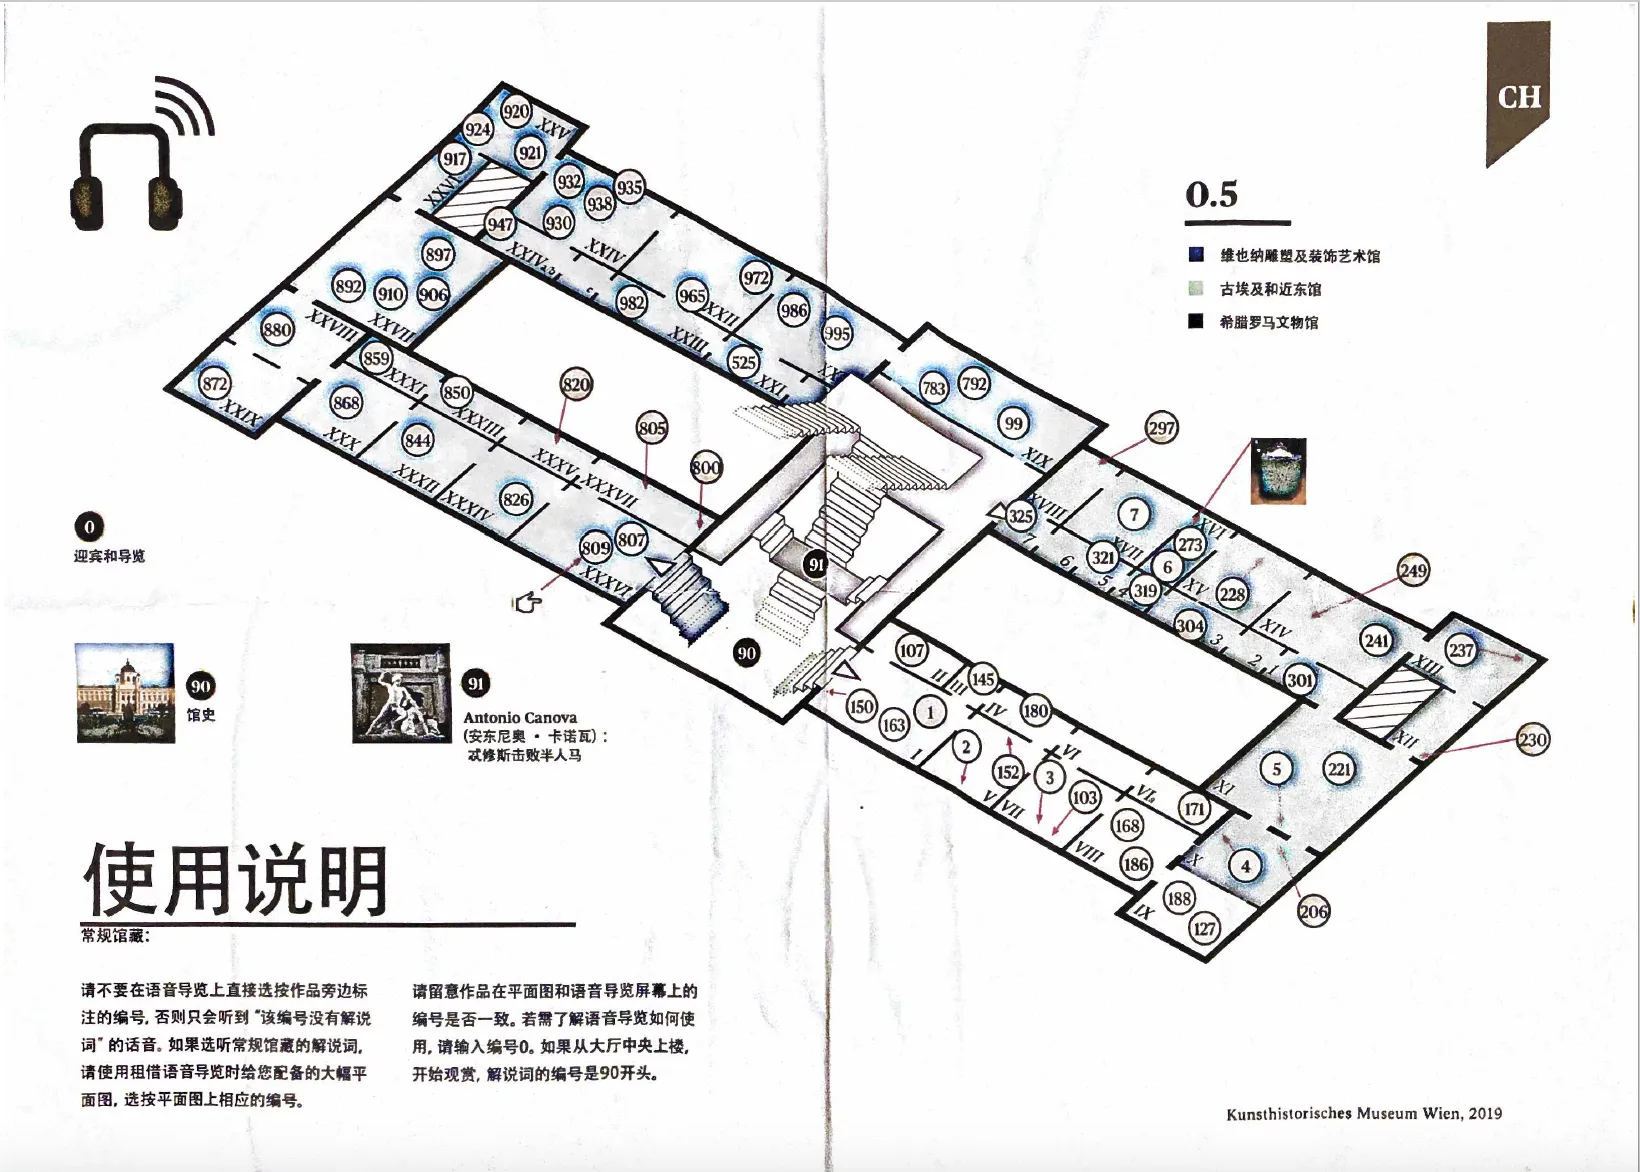 CH
0.5
维也纳雕塑及装饰艺术馆
古埃及和近东馆
希腊罗马文物馆
920
XXV
924
921
917
XXVI
932
938
935
930
947
XXIV
XXIV
a,b
c
897
892
910
906
XXVII
XXVIII
880
872
XXIX
982
965
972
XXII
986
995
XXIII
525
XXI
XX
783
792
99
XIX
859
XXXI
850
XXXIII
820
805
800
868
XXX
844
XXXII
XXXIV
826
XXXV
XXXVII
809
807
XXXVI
297
XVIII
325
7
7
6
5
4
321
XVII
XVI
273
6
319
XV
228
304
3
2
1
301
XIV
249
241
XIII
237
XII
230
XI
5
221
91
90
107
II
III
145
150
163
1
I
IV
180
2
V
152
VI
3
VII
103
VIa
171
168
VIII
186
X
4
206
188
IX
127
0
迎宾和导览
90
馆史
91
Antonio Canova
(安东尼奥·卡诺瓦):
忒修斯击败半人马
使用说明
常规馆藏:
请不要在语音导览上直接选按作品旁边标
注的编号, 否则只会听到 “该编号没有解说
词” 的话音。如果选听常规馆藏的解说词,
请使用租借语音导览时给您配备的大幅平
面图, 选按平面图上相应的编号。
请留意作品在平面图和语音导览屏幕上的
编号是否一致。若需了解语音导览如何使
用, 请输入编号0。如果从大厅中央上楼,
开始观赏, 解说词的编号是90开头。
Kunsthistorisches Museum Wien, 2019